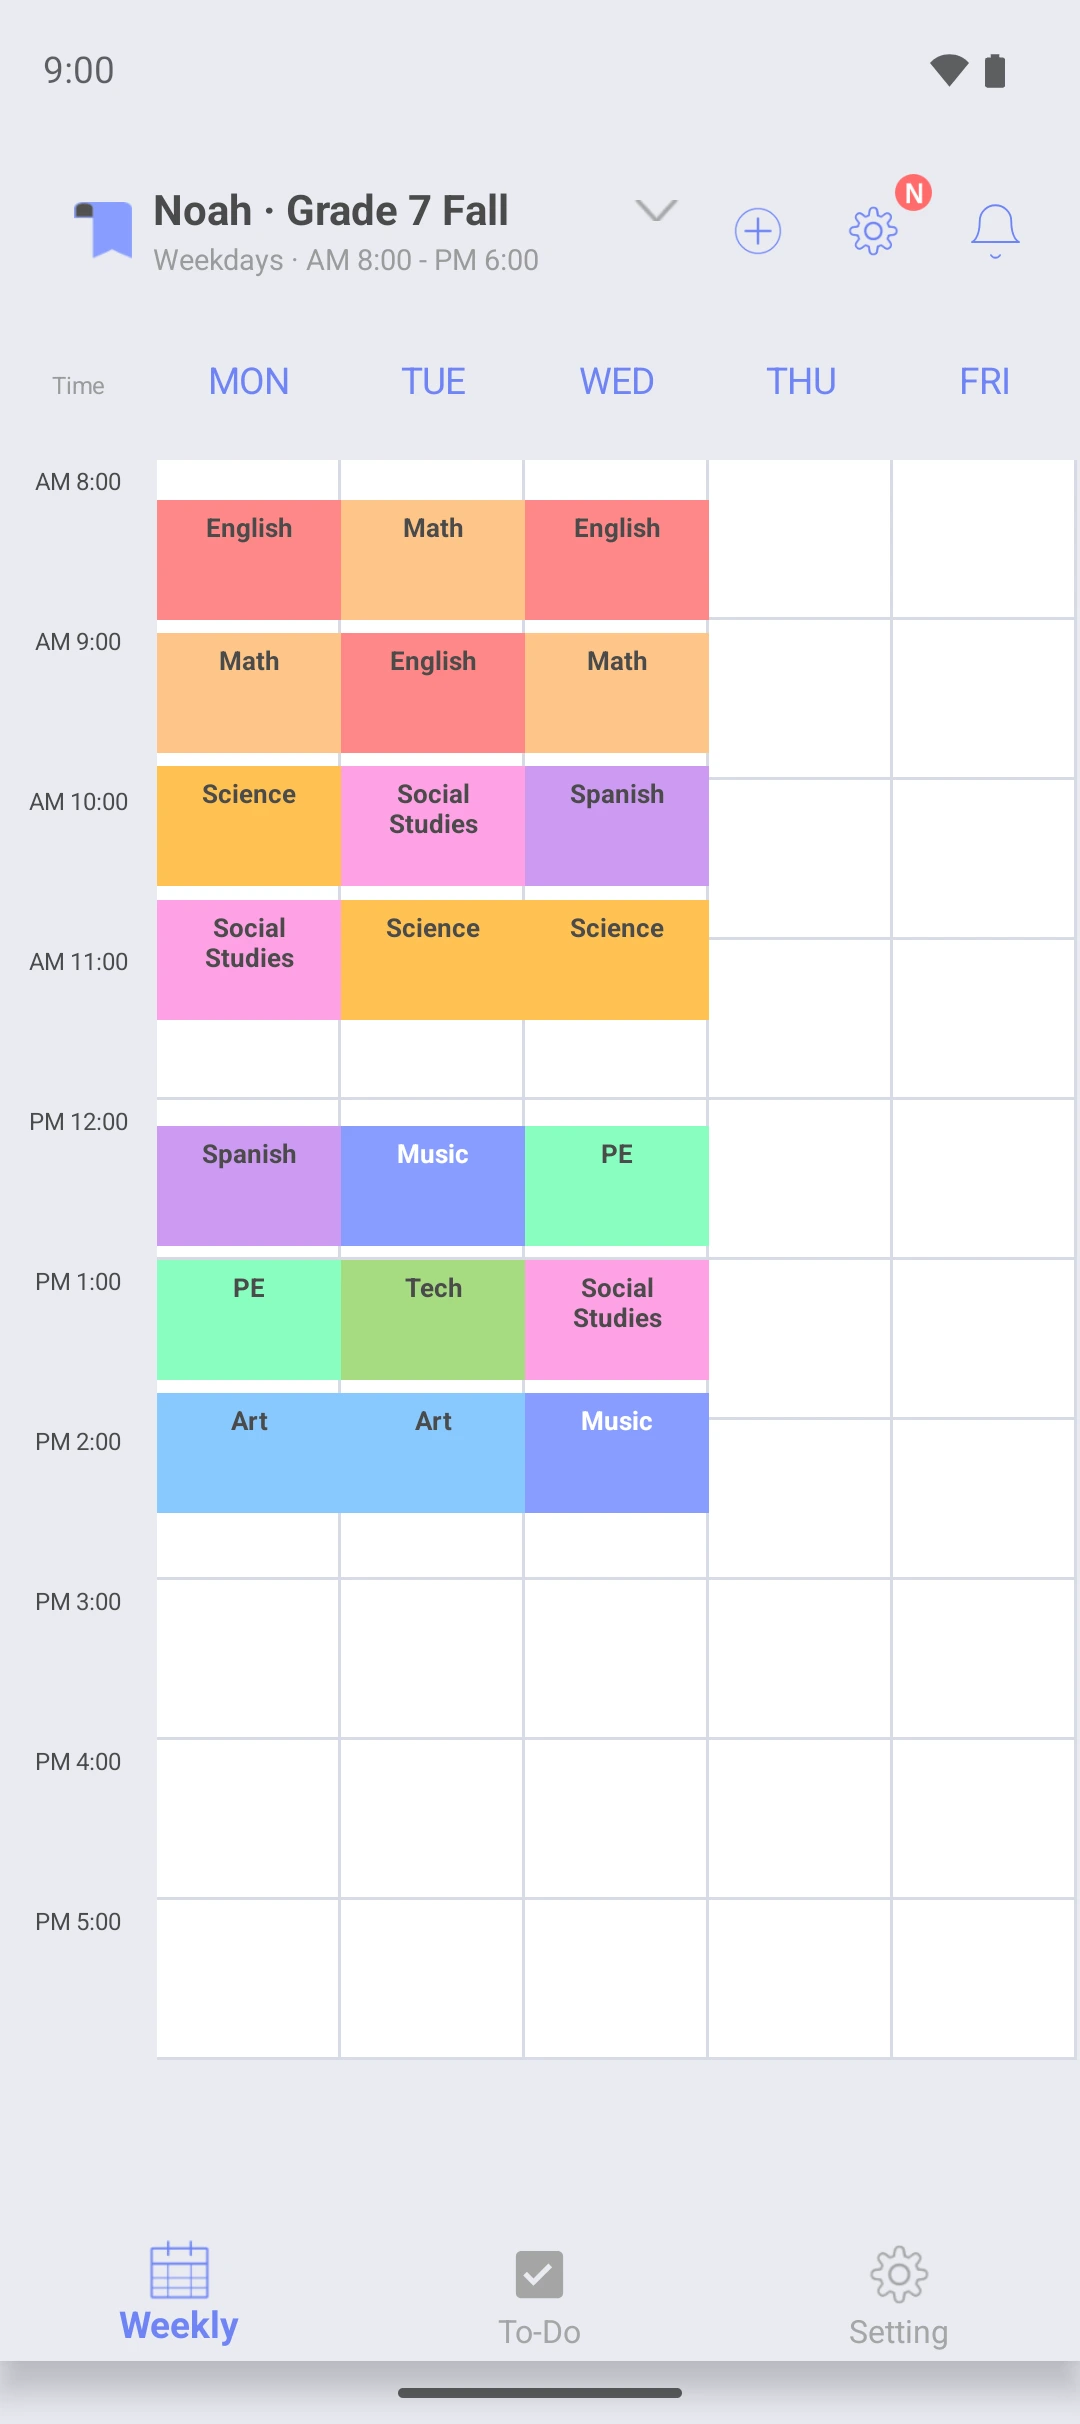 9:00
Noah · Grade 7 Fall
N
Weekdays · AM 8:00 - PM 6:00
Time MON TUE WED THU FRI
AM 8:00
English Math English
AM 9:00
Math English Math
Science Social Spanish
Studies
AM 10:00
Social Science Science
Studies
AM 11:00
PM 12:00
Spanish Music PE
PM 1:00
PE Tech Social
Studies
Art Art Music
PM 2:00
PM 3:00
PM 4:00
PM 5:00
Weekly To-Do Setting